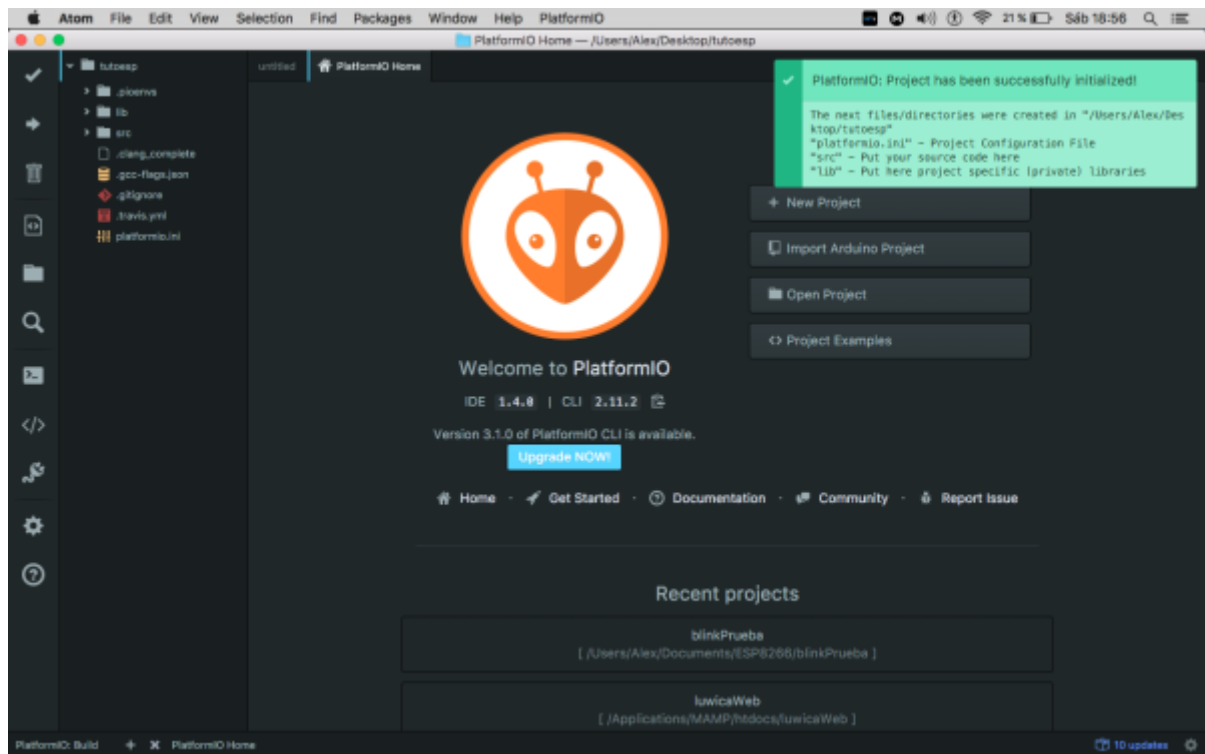 Atom File Edit View Selection Find Packages Window Help PlatformIO 21 % Sáb 18:56
PlatformIO Home — /Users/Alex/Desktop/tutoesp
tutoesp
untitled
PlatformIO Home
.pioenvs
lib
src
.clang_complete
.gcc-flags.json
.gitignore
.travis.yml
platformio.ini
PlatformIO: Project has been successfully initialized!
The next files/directories were created in "/Users/Alex/Des
ktop/tutoesp"
"platformio.ini" – Project Configuration File
"src" – Put your source code here
"lib" – Put here project specific (private) libraries
+ New Project
Import Arduino Project
Open Project
<> Project Examples
Welcome to PlatformIO
IDE 1.4.0 | CLI 2.11.2
Version 3.1.0 of PlatformIO CLI is available.
Upgrade NOW!
Home · Get Started · Documentation · Community · Report Issue
Recent projects
blinkPrueba
[ /Users/Alex/Documents/ESP8266/blinkPrueba ]
luwicaWeb
[ /Applications/MAMP/htdocs/luwicaWeb ]
PlatformIO: Build + PlatformIO Home 10 updates